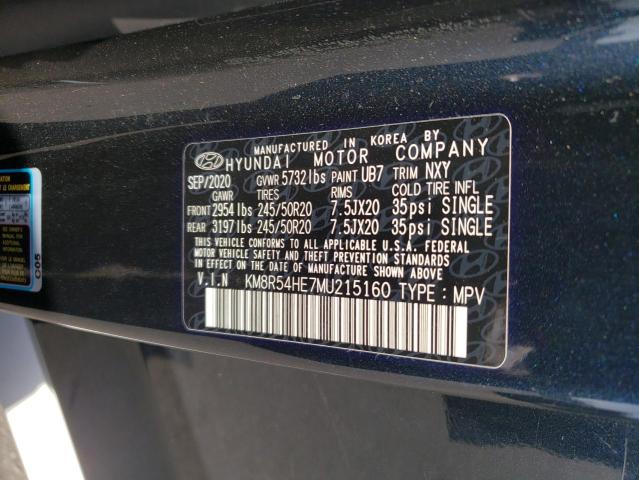 MANUFACTURED IN KOREA BY
HYUNDAI MOTOR COMPANY
SEP/2020 GVWR 5732 lbs PAINT UB7 TRIM NXY
GAWR TIRES RIMS COLD TIRE INFL
FRONT 2954 lbs 245/50R20 7.5JX20 35psi SINGLE
REAR 3197 lbs 245/50R20 7.5JX20 35psi SINGLE
THIS VEHICLE CONFORMS TO ALL APPLICABLE U.S.A. FEDERAL
MOTOR VEHICLE SAFETY AND THEFT PREVENTION STANDARDS
IN EFFECT ON THE DATE OF MANUFACTURE SHOWN ABOVE.
V.I.N KM8R54HE7MU215160 TYPE : MPV
C05